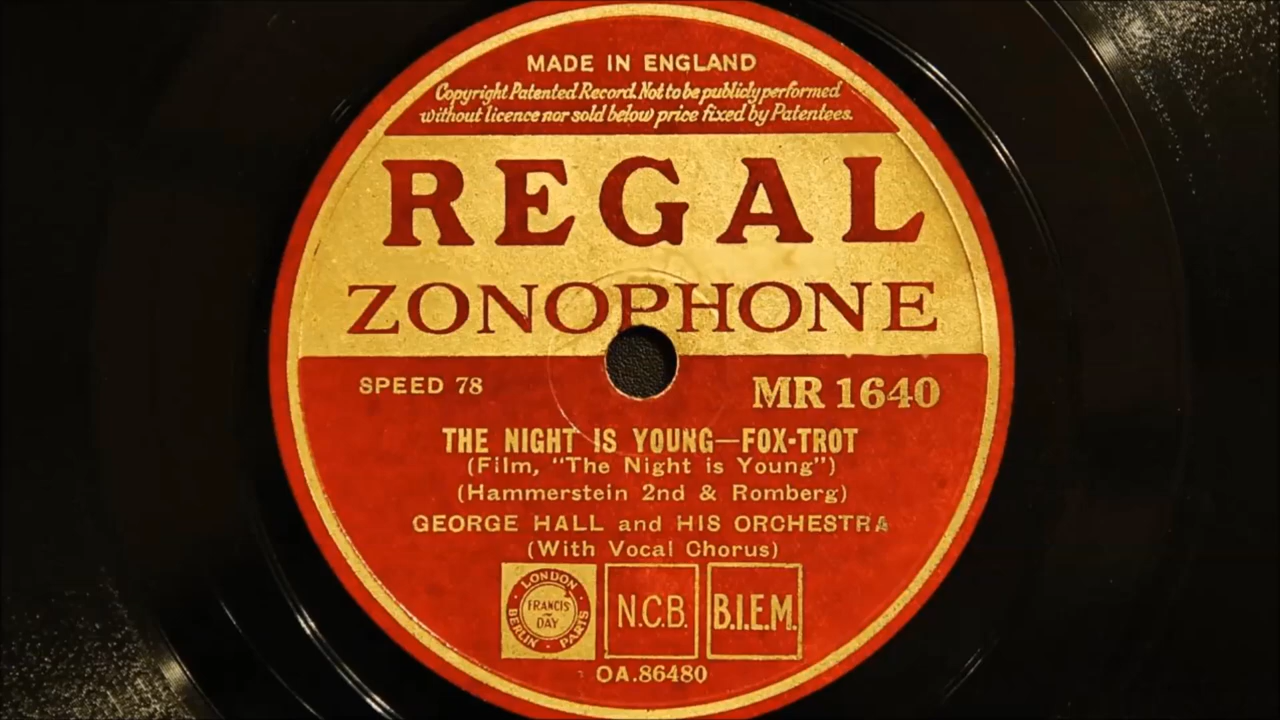 MADE IN ENGLAND
Copyright Patented Record. Not to be publicly performed
without licence nor sold below price fixed by Patentees.
REGAL
ZONOPHONE
SPEED 78
MR 1640
THE NIGHT IS YOUNG—FOX-TROT
(Film, "The Night is Young")
(Hammerstein 2nd & Romberg)
GEORGE HALL and HIS ORCHESTRA
(With Vocal Chorus)
LONDON
FRANCIS
~
DAY
BERLIN · PARIS
N.C.B.
B.I.E.M.
OA.86480